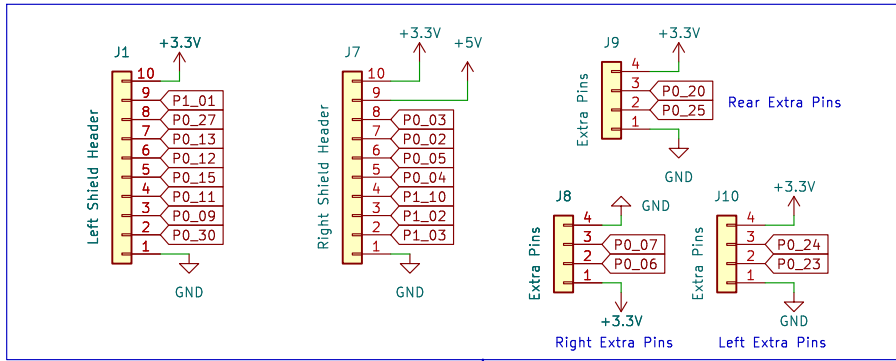 J1
+3.3V
Left Shield Header
10
9 P1_01
8 P0_27
7 P0_13
6 P0_12
5 P0_15
4 P0_11
3 P0_09
2 P0_30
1
GND
J7
+3.3V
+5V
Right Shield Header
10
9
8 P0_03
7 P0_02
6 P0_05
5 P0_04
4 P1_10
3 P1_02
2 P1_03
1
GND
J9
+3.3V
Extra Pins
4
3 P0_20
2 P0_25
1
GND
Rear Extra Pins
J8
GND
Extra Pins
4
3 P0_07
2 P0_06
1
+3.3V
Right Extra Pins
J10
+3.3V
Extra Pins
4
3 P0_24
2 P0_23
1
GND
Left Extra Pins